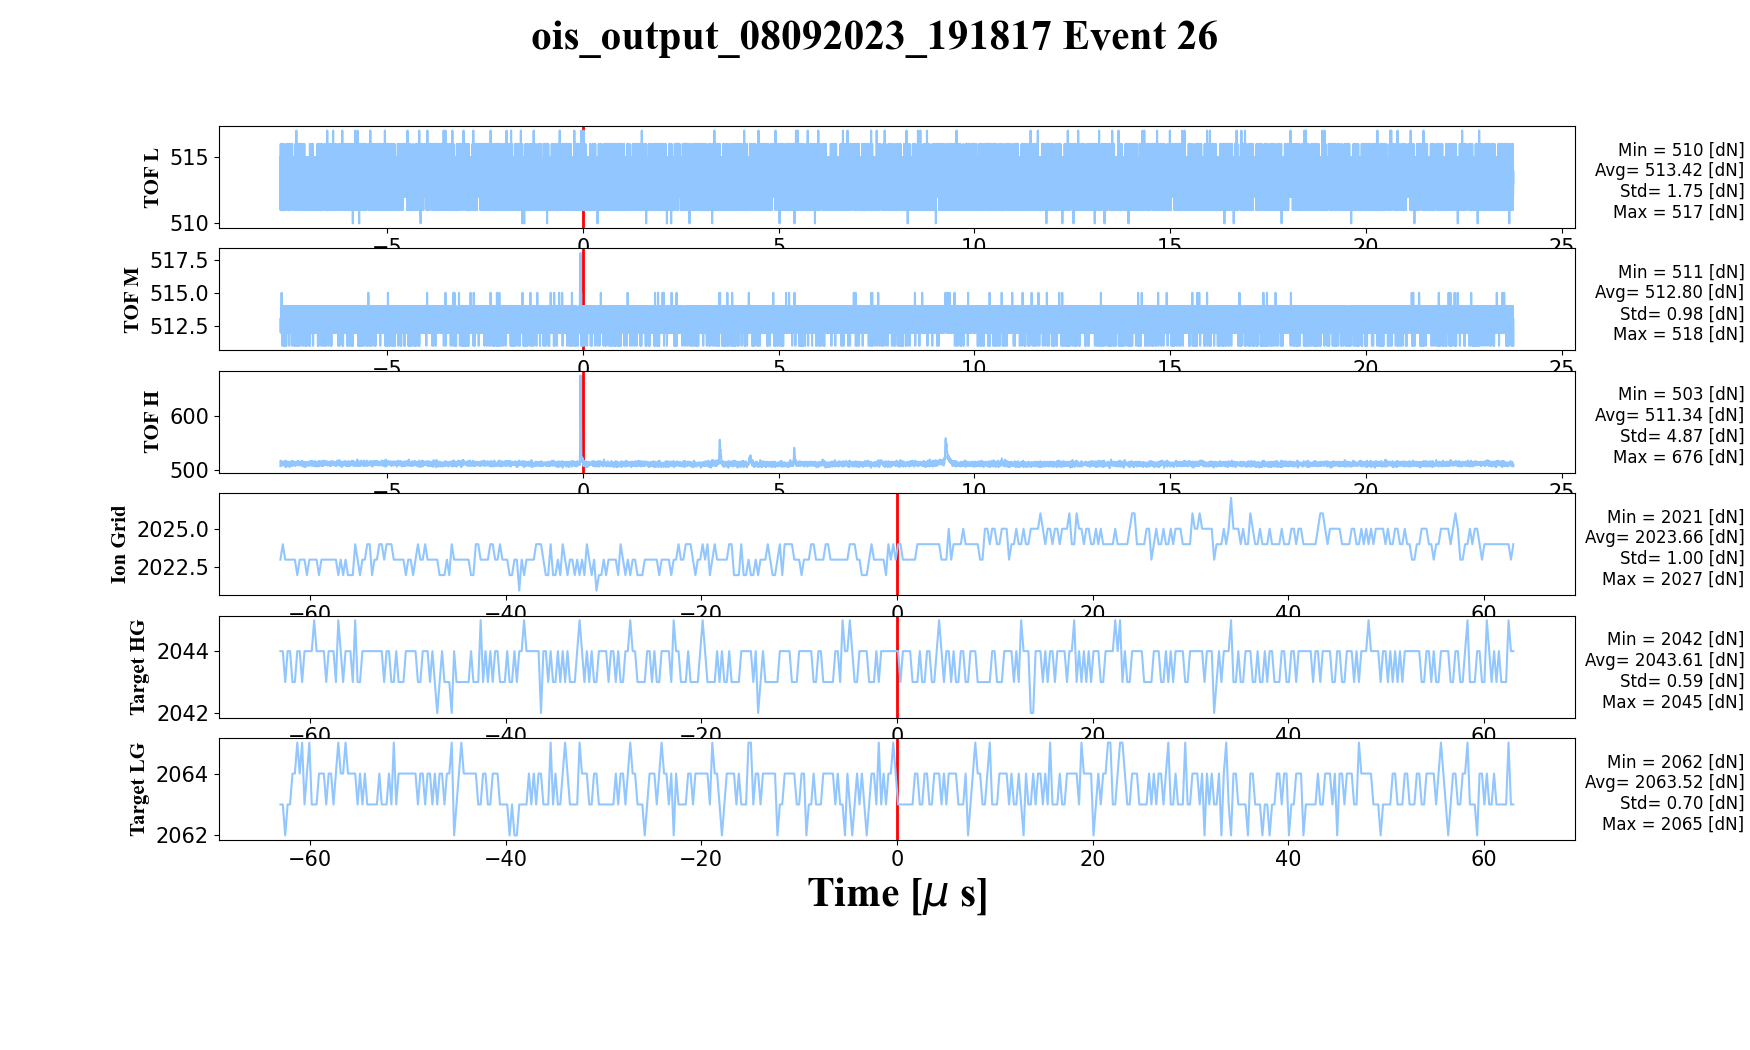 ois_output_08092023_191817 Event 26
TOF L
515
510
−5
0
5
10
15
20
25
Min = 510 [dN]
Avg= 513.42 [dN]
Std= 1.75 [dN]
Max = 517 [dN]
TOF M
517.5
515.0
512.5
−5
0
5
10
15
20
25
Min = 511 [dN]
Avg= 512.80 [dN]
Std= 0.98 [dN]
Max = 518 [dN]
TOF H
600
500
−5
0
5
10
15
20
25
Min = 503 [dN]
Avg= 511.34 [dN]
Std= 4.87 [dN]
Max = 676 [dN]
Ion Grid
2025.0
2022.5
−60
−40
−20
0
20
40
60
Min = 2021 [dN]
Avg= 2023.66 [dN]
Std= 1.00 [dN]
Max = 2027 [dN]
Target HG
2044
2042
−60
−40
−20
0
20
40
60
Min = 2042 [dN]
Avg= 2043.61 [dN]
Std= 0.59 [dN]
Max = 2045 [dN]
Target LG
2064
2062
−60
−40
−20
0
20
40
60
Min = 2062 [dN]
Avg= 2063.52 [dN]
Std= 0.70 [dN]
Max = 2065 [dN]
Time [μ s]